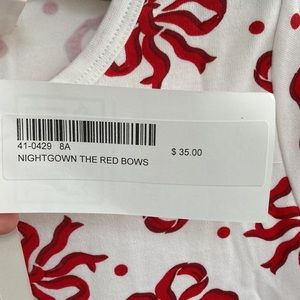 41-0429 8A $ 35.00
NIGHTGOWN THE RED BOWS